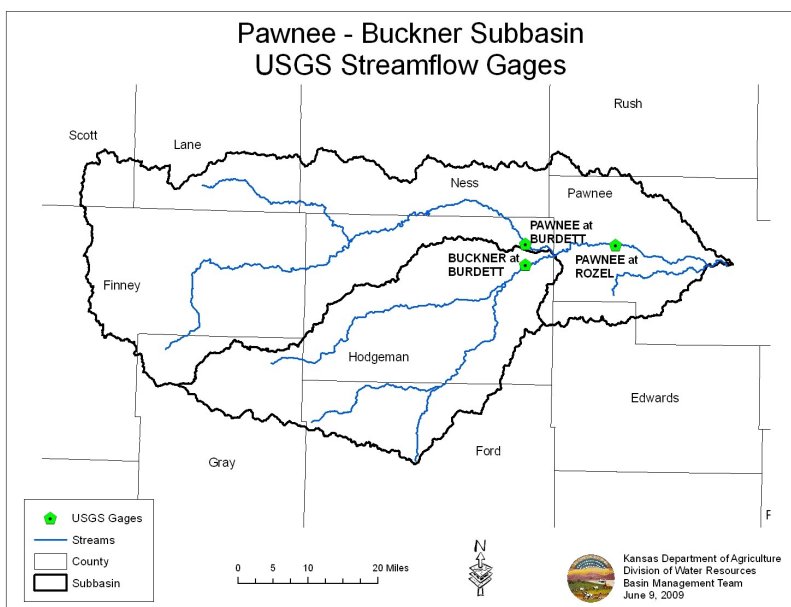 Pawnee - Buckner Subbasin
USGS Streamflow Gages
Rush
Scott
Lane
Ness
Pawnee
PAWNEE at
BURDETT
BUCKNER at
BURDETT
PAWNEE at
ROZEL
Finney
Hodgeman
Edwards
Gray
Ford
F
USGS Gages
Streams
County
Subbasin
0 5 10 20 Miles
N
Kansas Department of Agriculture
Division of Water Resources
Basin Management Team
June 9, 2009